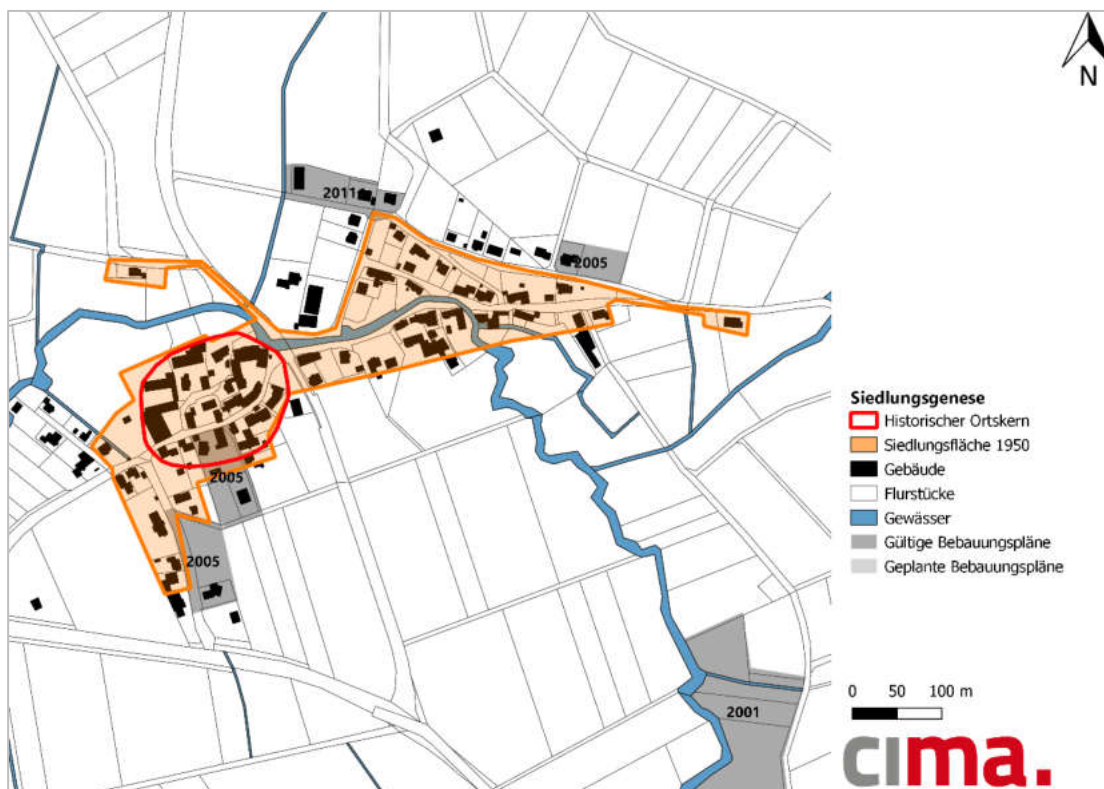 N
2011
2005
2005
2005
2001
Siedlungsgenese
Historischer Ortskern
Siedlungsfläche 1950
Gebäude
Flurstücke
Gewässer
Gültige Bebauungspläne
Geplante Bebauungspläne
0 50 100 m
cima.